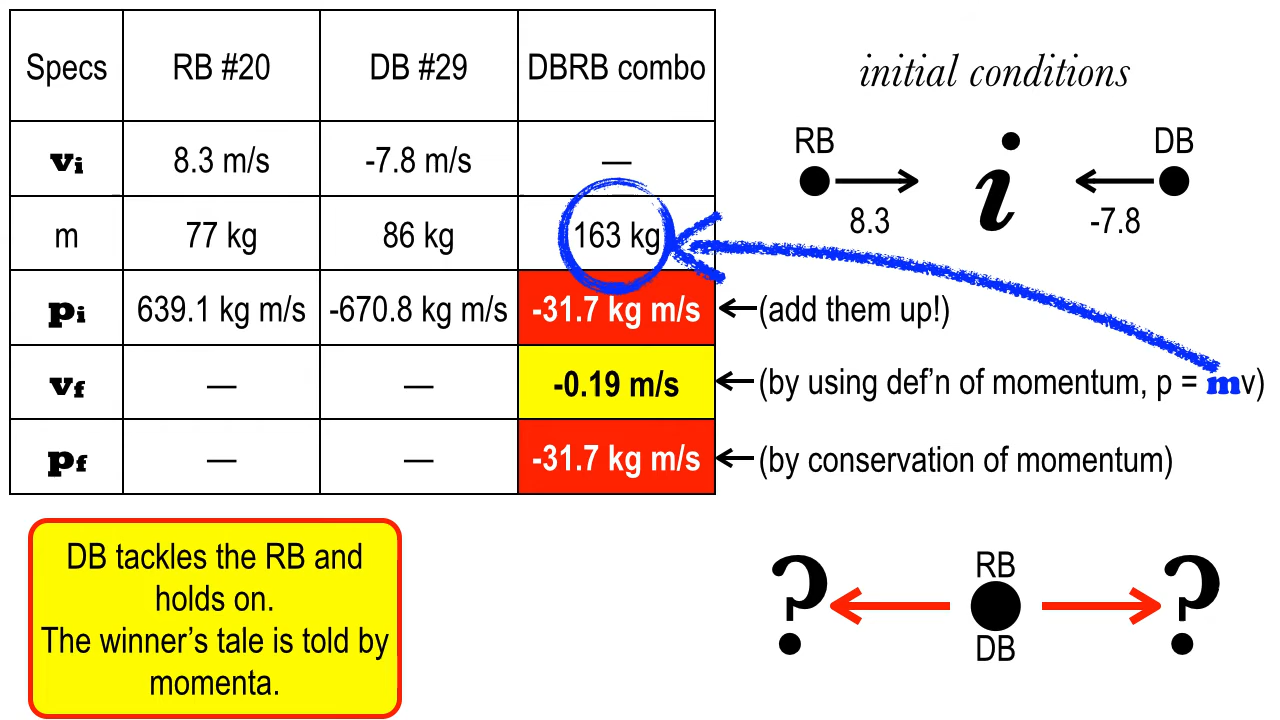 Specs RB #20 DB #29 DBRB combo
vi 8.3 m/s -7.8 m/s —
m 77 kg 86 kg 163 kg
pi 639.1 kg m/s -670.8 kg m/s -31.7 kg m/s
vf — — -0.19 m/s
pf — — -31.7 kg m/s
initial conditions
RB i DB
8.3 -7.8
(add them up!)
(by using def’n of momentum, p = mv)
(by conservation of momentum)
DB tackles the RB and
holds on.
The winner’s tale is told by
momenta.
RB
? ?
DB